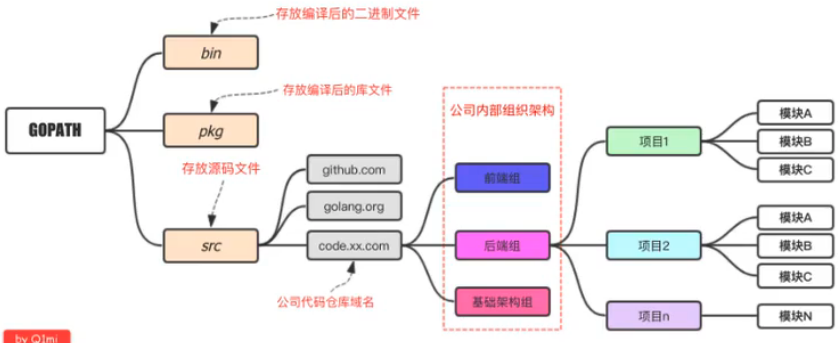 存放编译后的二进制文件
bin
存放编译后的库文件
公司内部组织架构
模块A
GOPATH
pkg
项目1
模块B
模块C
存放源码文件
github.com
前端组
golang.org
模块A
src
code.xx.com
后端组
项目2
模块B
模块C
公司代码仓库域名
基础架构组
项目n
模块N
by QImi